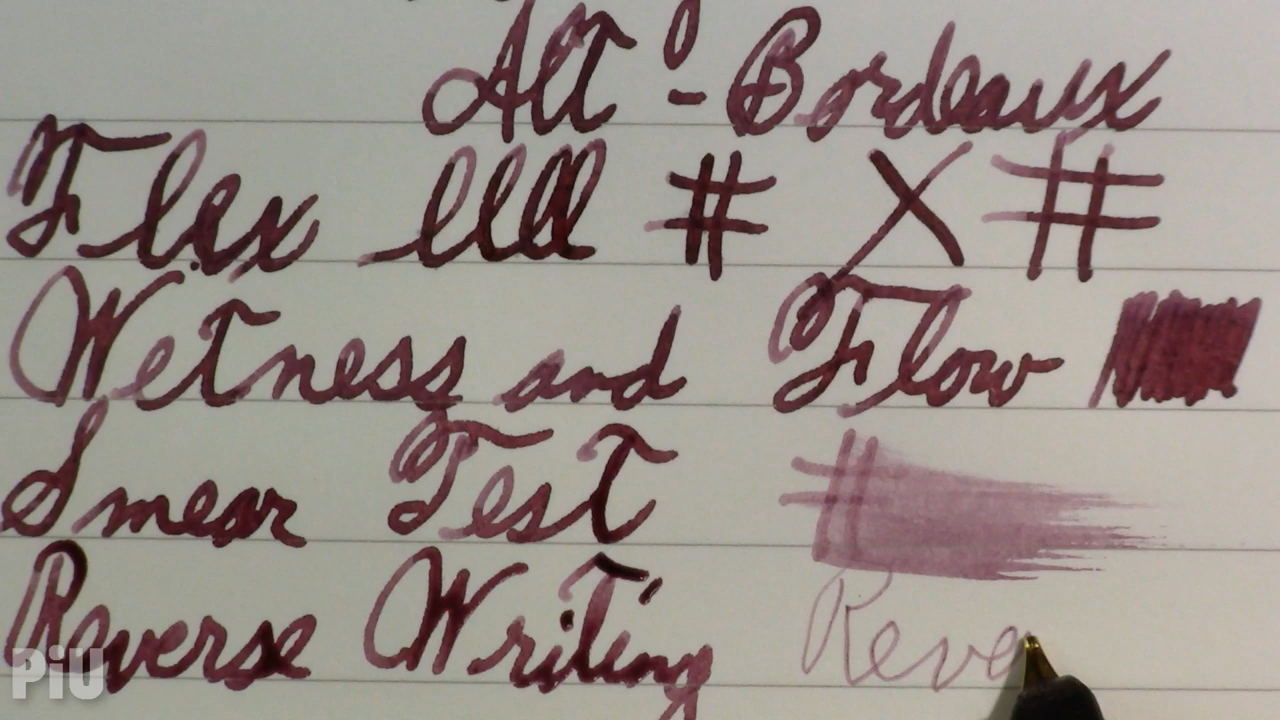 Alt - Bordeaux
Flex llll # X #
Wetness and Flow
Smear Test #
Reverse Writing Reve
PiU